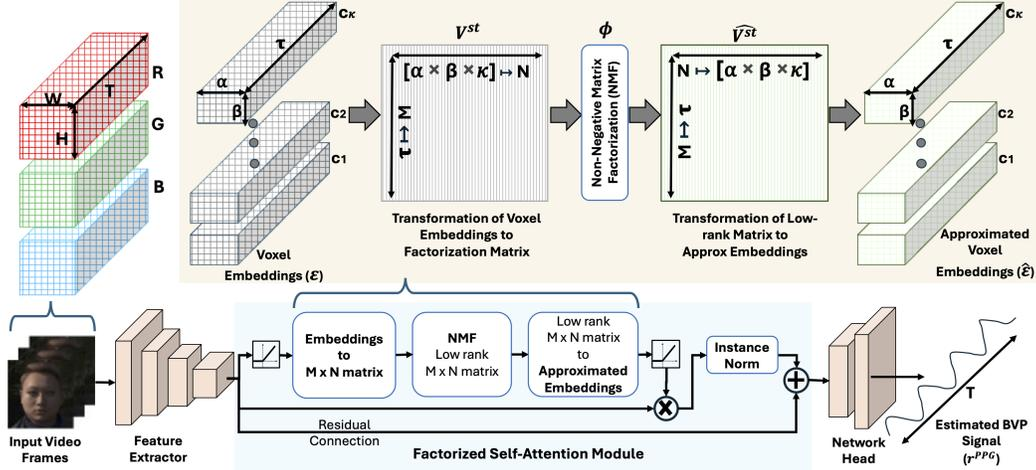 R
G
B
W
T
H
α
β
τ
Cκ
C2
C1
Voxel
Embeddings (ε)
V^st
[α × β × κ] ↦ N
τ ↦ M
Transformation of Voxel
Embeddings to
Factorization Matrix
ϕ
Non-Negative Matrix
Factorization (NMF)
V̂^st
N ↦ [α × β × κ]
M ↦ τ
Transformation of Low-
rank Matrix to
Approx Embeddings
α
β
τ
Cκ
C2
C1
Approximated
Voxel
Embeddings (ε̂)
Input Video
Frames
Feature
Extractor
Embeddings
to
M x N matrix
NMF
Low rank
M x N matrix
Low rank
M x N matrix
to
Approximated
Embeddings
×
Instance
Norm
+
Residual
Connection
Factorized Self-Attention Module
Network
Head
T
Estimated BVP
Signal
(r^PPG)